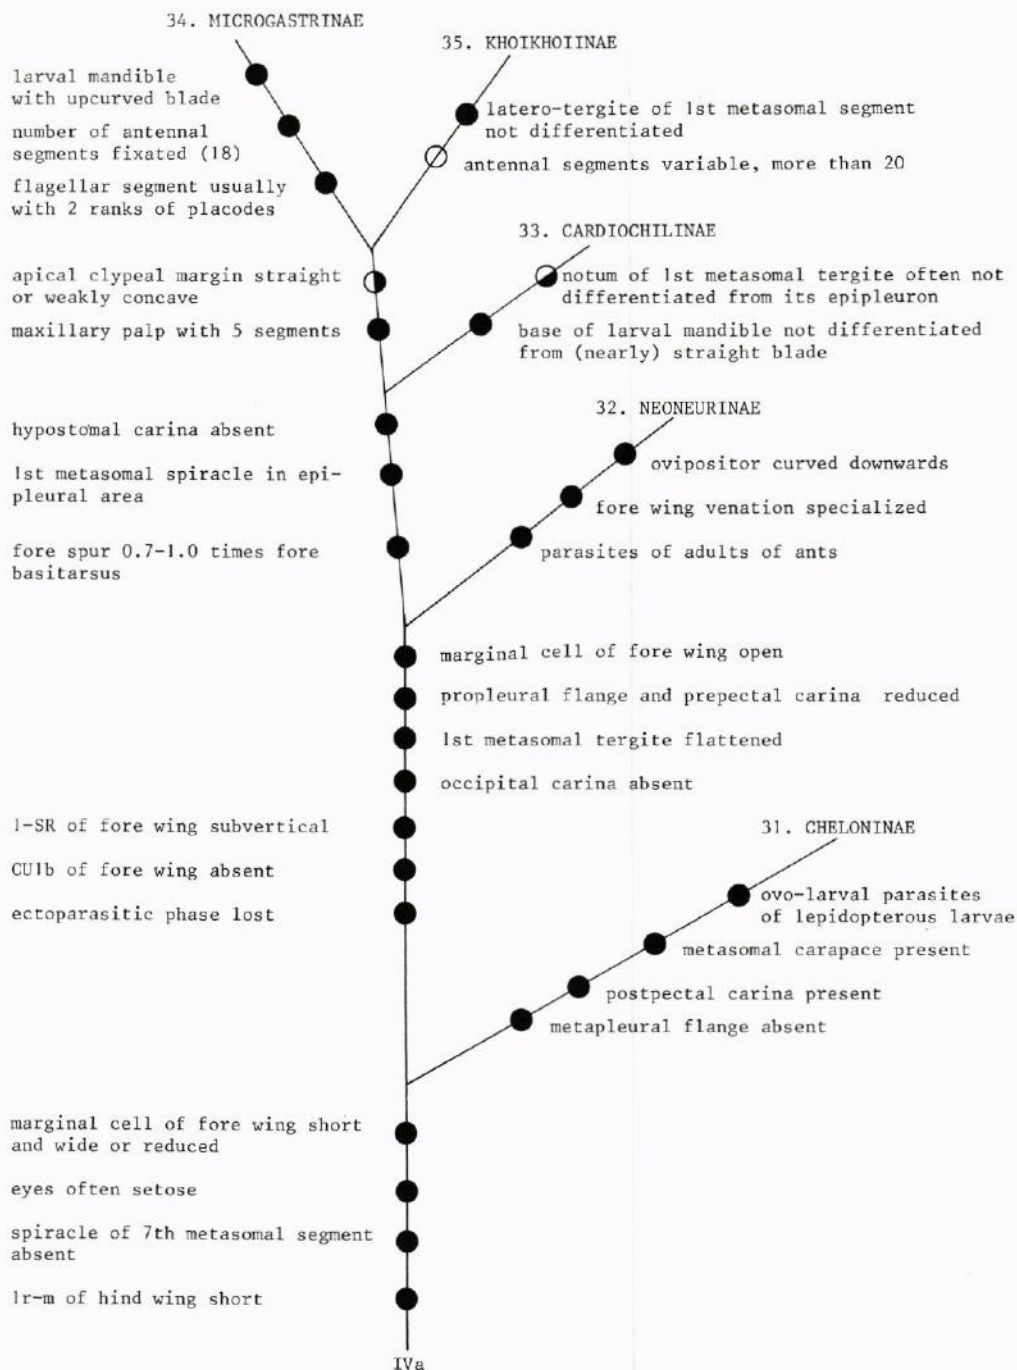 34. MICROGASTRINAE
35. KHOIKHOIINAE
larval mandible
with upcurved blade
latero-tergite of 1st metasomal segment
not differentiated
number of antennal
segments fixated (18)
antennal segments variable, more than 20
flagellar segment usually
with 2 ranks of placodes
33. CARDIOCHILINAE
apical clypeal margin straight
or weakly concave
notum of 1st metasomal tergite often not
differentiated from its epipleuron
maxillary palp with 5 segments
base of larval mandible not differentiated
from (nearly) straight blade
32. NEONEURINAE
hypostomal carina absent
ovipositor curved downwards
1st metasomal spiracle in epi-
pleural area
fore wing venation specialized
fore spur 0.7-1.0 times fore
basitarsus
parasites of adults of ants
marginal cell of fore wing open
propleural flange and prepectal carina reduced
1st metasomal tergite flattened
occipital carina absent
1-SR of fore wing subvertical
31. CHELONINAE
CU1b of fore wing absent
ectoparasitic phase lost
ovo-larval parasites
of lepidopterous larvae
metasomal carapace present
postpectal carina present
metapleural flange absent
marginal cell of fore wing short
and wide or reduced
eyes often setose
spiracle of 7th metasomal segment
absent
1r-m of hind wing short
IVa